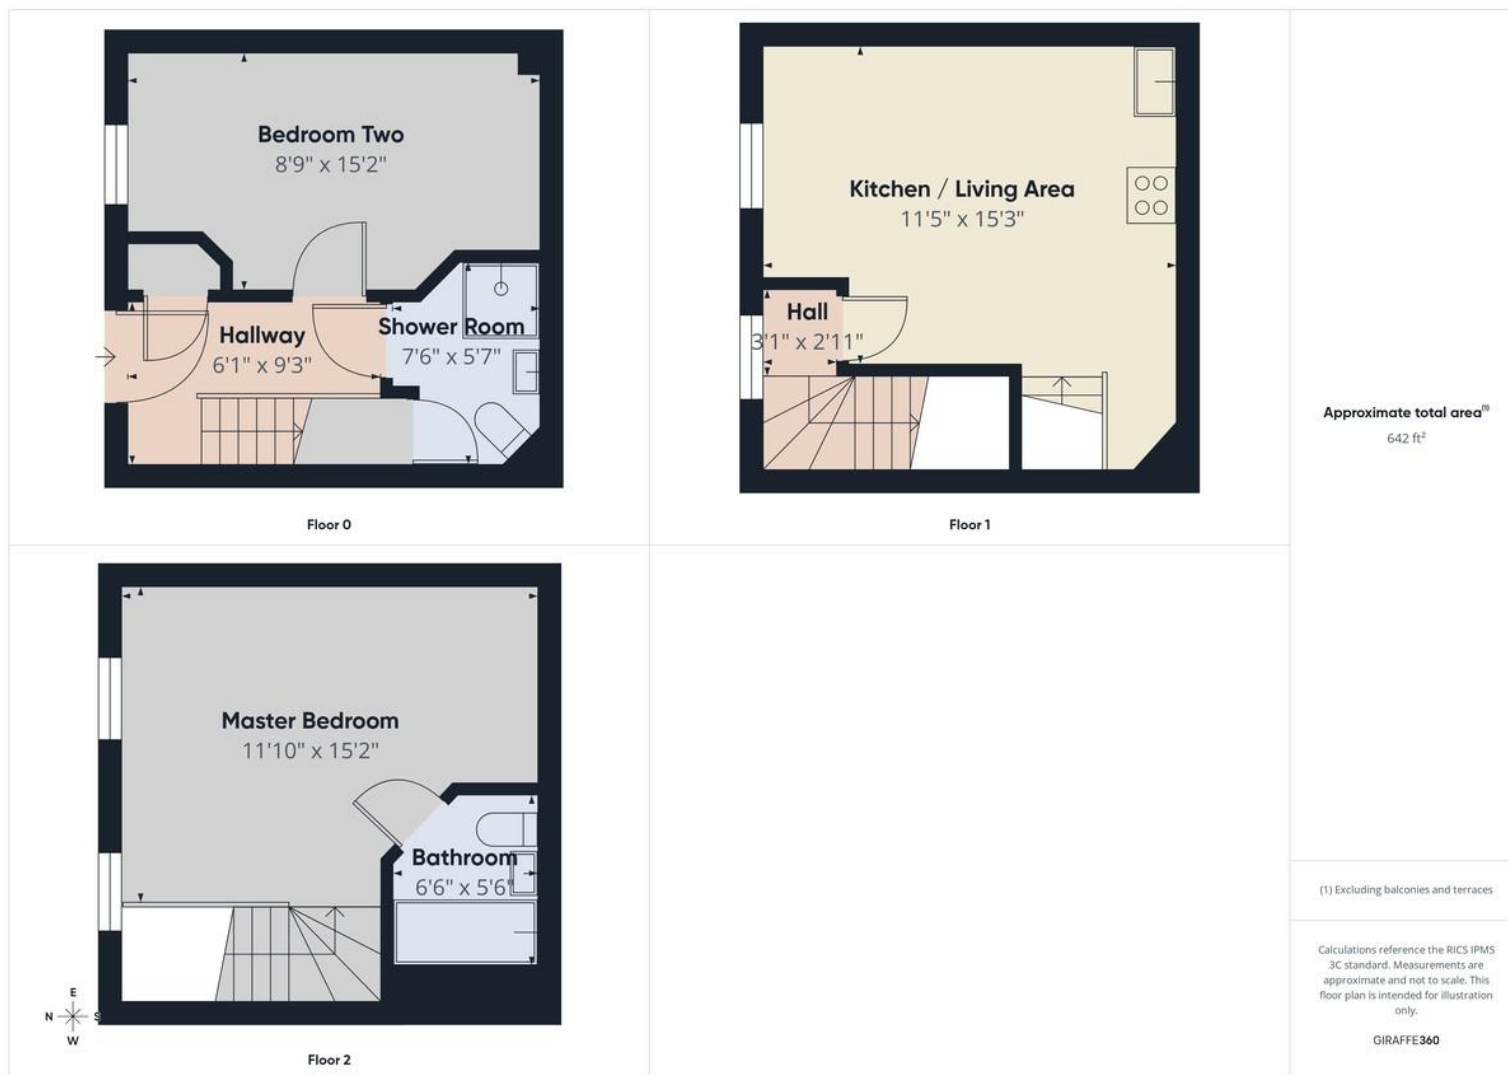 Bedroom Two
8'9" x 15'2"
Hallway
6'1" x 9'3"
Shower Room
7'6" x 5'7"
Floor 0
Kitchen / Living Area
11'5" x 15'3"
Hall
3'1" x 2'11"
Floor 1
Master Bedroom
11'10" x 15'2"
Bathroom
6'6" x 5'6"
E
N S
W
Floor 2
Approximate total area(1)
642 ft²
(1) Excluding balconies and terraces
Calculations reference the RICS IPMS
3C standard. Measurements are
approximate and not to scale. This
floor plan is intended for illustration
only.
GIRAFFE360